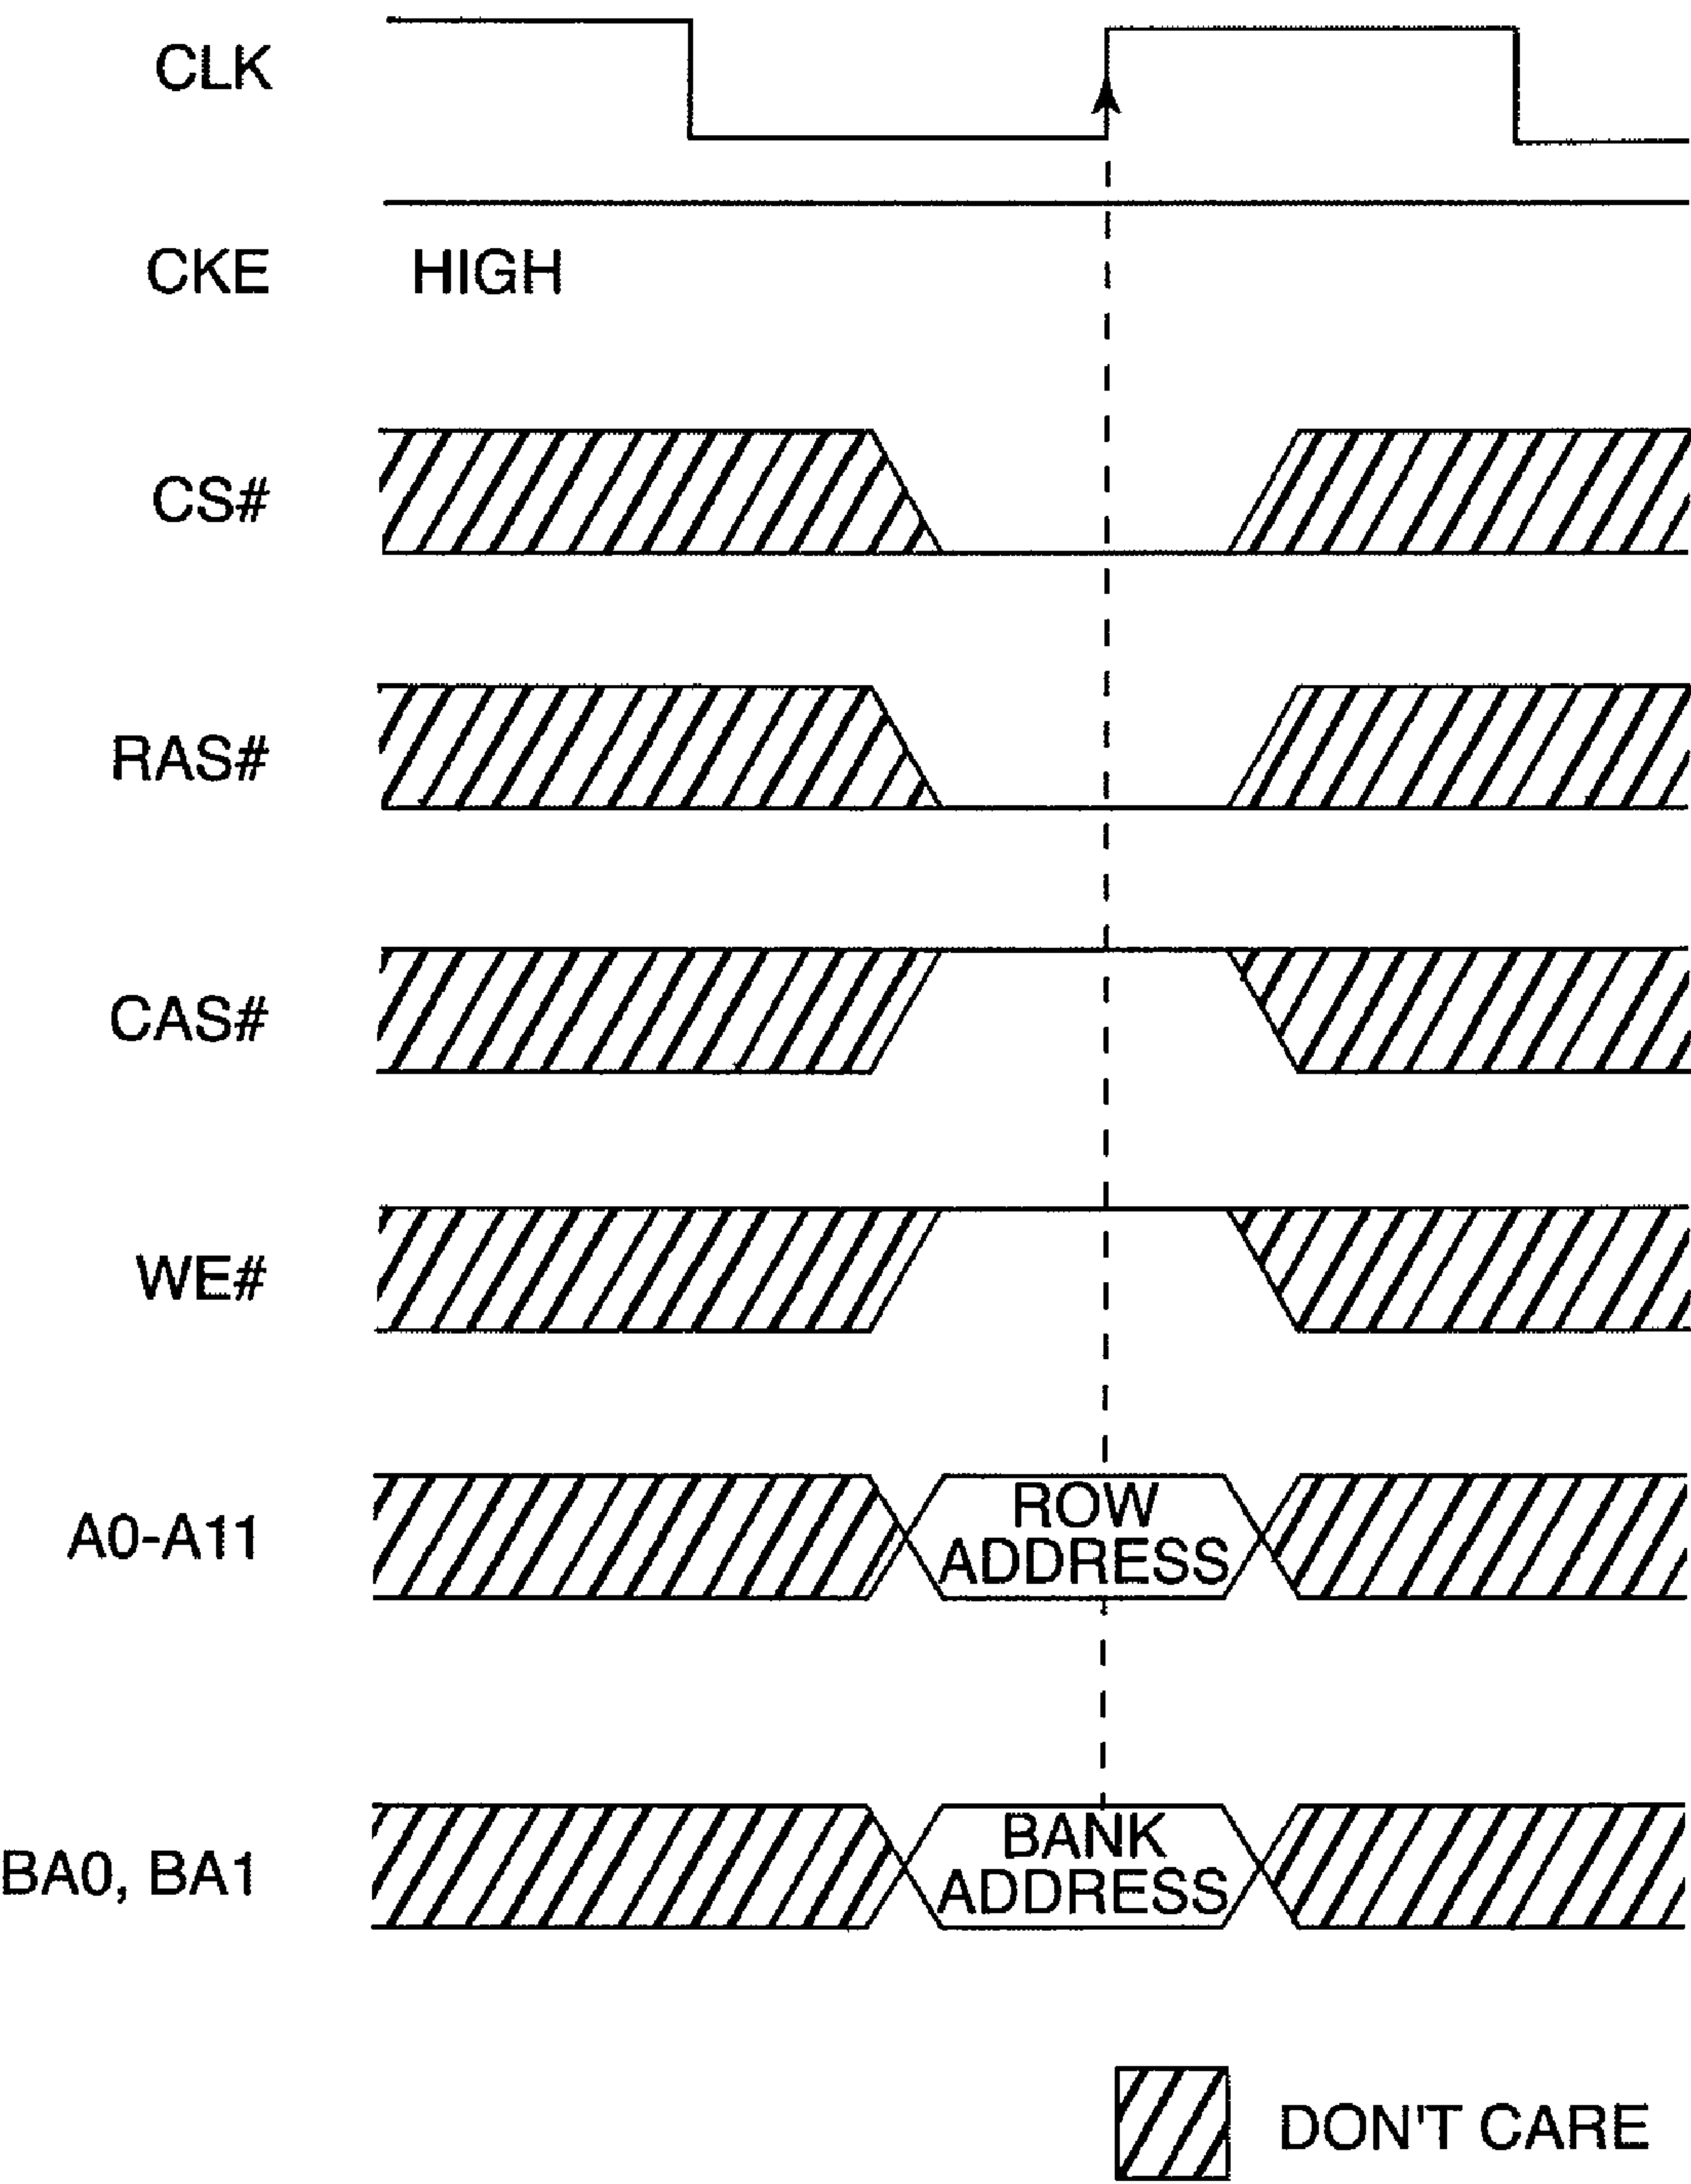 CLK
CKE HIGH
CS#
RAS#
CAS#
WE#
A0-A11 ROW
ADDRESS
BA0, BA1 BANK
ADDRESS
DON'T CARE